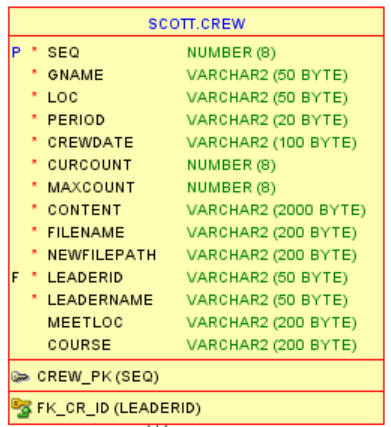 SCOTT.CREW
P * SEQ NUMBER (8)
* GNAME VARCHAR2 (50 BYTE)
* LOC VARCHAR2 (50 BYTE)
* PERIOD VARCHAR2 (20 BYTE)
* CREWDATE VARCHAR2 (100 BYTE)
* CURCOUNT NUMBER (8)
* MAXCOUNT NUMBER (8)
* CONTENT VARCHAR2 (2000 BYTE)
* FILENAME VARCHAR2 (200 BYTE)
* NEWFILEPATH VARCHAR2 (200 BYTE)
F * LEADERID VARCHAR2 (50 BYTE)
* LEADERNAME VARCHAR2 (50 BYTE)
MEETLOC VARCHAR2 (200 BYTE)
COURSE VARCHAR2 (200 BYTE)
CREW_PK (SEQ)
FK_CR_ID (LEADERID)